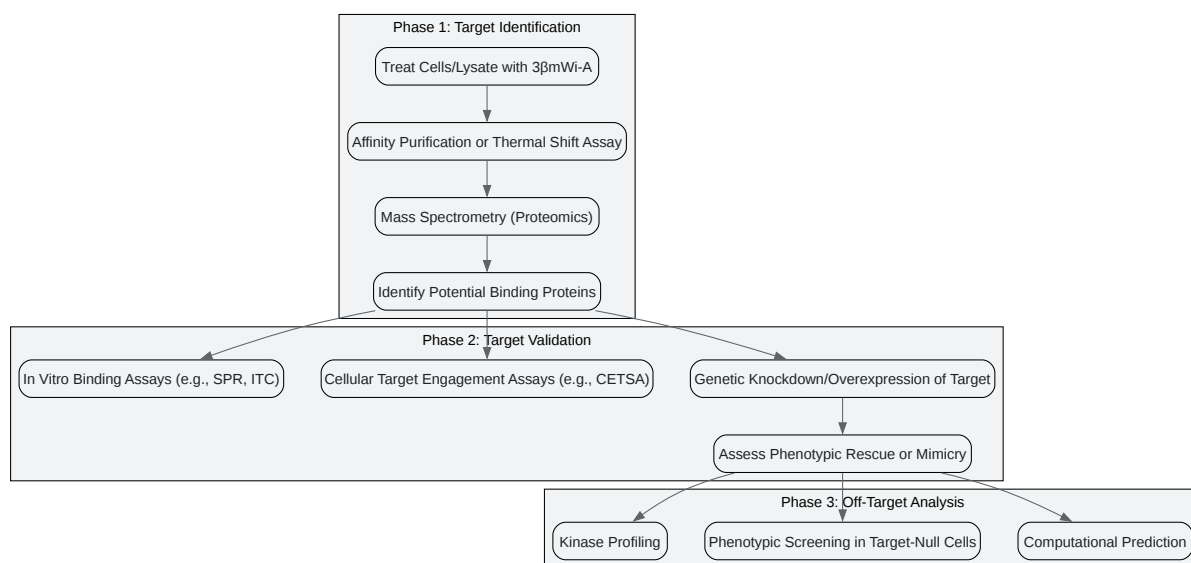 Phase 1: Target Identification
Treat Cells/Lysate with 3βmWi-A
Affinity Purification or Thermal Shift Assay
Mass Spectrometry (Proteomics)
Identify Potential Binding Proteins
Phase 2: Target Validation
In Vitro Binding Assays (e.g., SPR, ITC)
Cellular Target Engagement Assays (e.g., CETSA)
Genetic Knockdown/Overexpression of Target
Assess Phenotypic Rescue or Mimicry
Phase 3: Off-Target Analysis
Kinase Profiling
Phenotypic Screening in Target-Null Cells
Computational Prediction